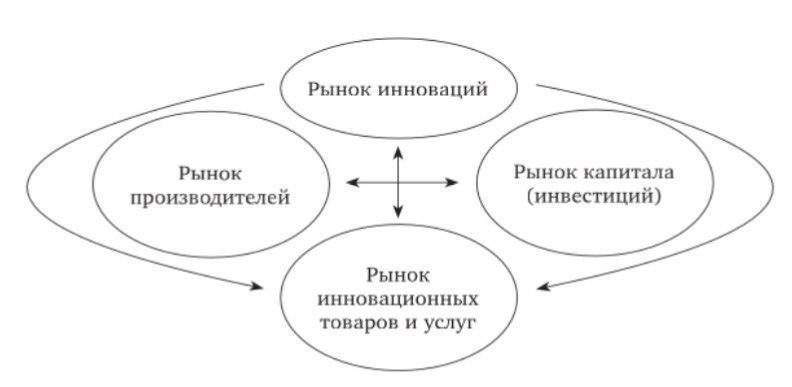 Рынок инноваций
Рынок
производителей
Рынок капитала
(инвестиций)
Рынок
инновационных
товаров и услуг